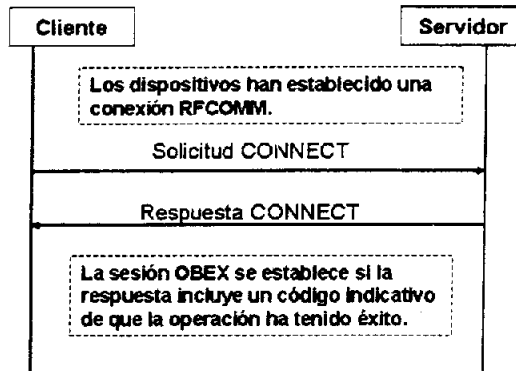 Cliente
Servidor
Los dispositivos han establecido una
conexión RFCOMM.
Solicitud CONNECT
Respuesta CONNECT
La sesión OBEX se establece si la
respuesta incluye un código indicativo
de que la operación ha tenido éxito.